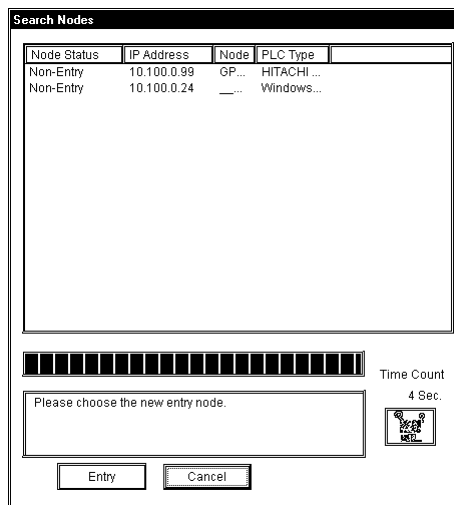 Search Nodes
Node Status IP Address Node PLC Type
Non-Entry 10.100.0.99 GP... HITACHI ...
Non-Entry 10.100.0.24 __... Windows...
Time Count
4 Sec.
Please choose the new entry node.
Entry Cancel